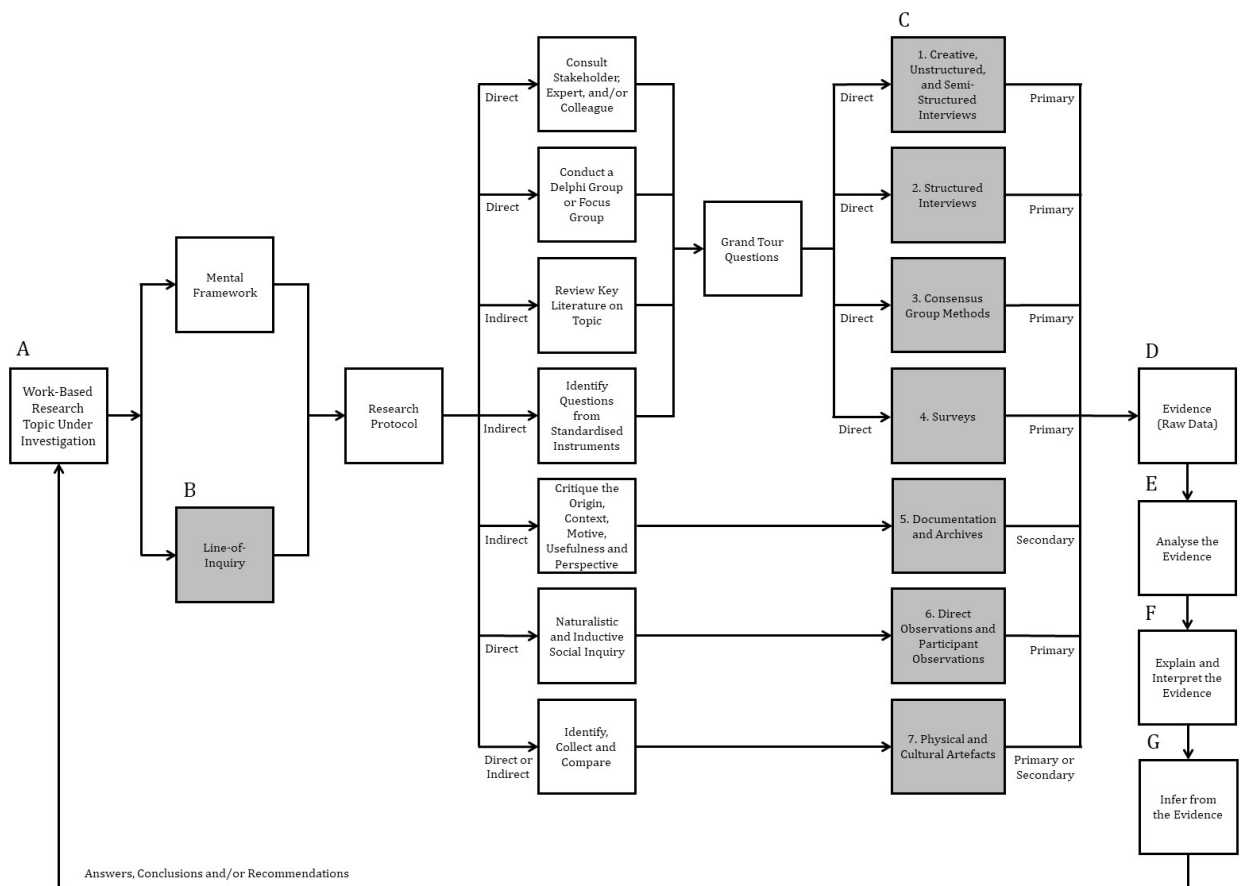 A
Work-Based
Research
Topic Under
Investigation
Mental
Framework
B
Line-of-
Inquiry
Research
Protocol
Direct
Consult
Stakeholder,
Expert, and/or
Colleague
Direct
Conduct a
Delphi Group
or Focus
Group
Indirect
Review Key
Literature on
Topic
Indirect
Identify
Questions
from
Standardised
Instruments
Indirect
Critique the
Origin,
Context,
Motive,
Usefulness and
Perspective
Direct
Naturalistic
and Inductive
Social Inquiry
Direct or
Indirect
Identify,
Collect and
Compare
Grand Tour
Questions
C
Direct
1. Creative,
Unstructured,
and Semi-
Structured
Interviews
Primary
Direct
2. Structured
Interviews
Primary
Direct
3. Consensus
Group Methods
Primary
Direct
4. Surveys
Primary
5. Documentation
and Archives
Secondary
6. Direct
Observations and
Participant
Observations
Primary
7. Physical and
Cultural Artefacts
Primary or
Secondary
D
Evidence
(Raw Data)
E
Analyse the
Evidence
F
Explain and
Interpret the
Evidence
G
Infer from
the Evidence
Answers, Conclusions and/or Recommendations